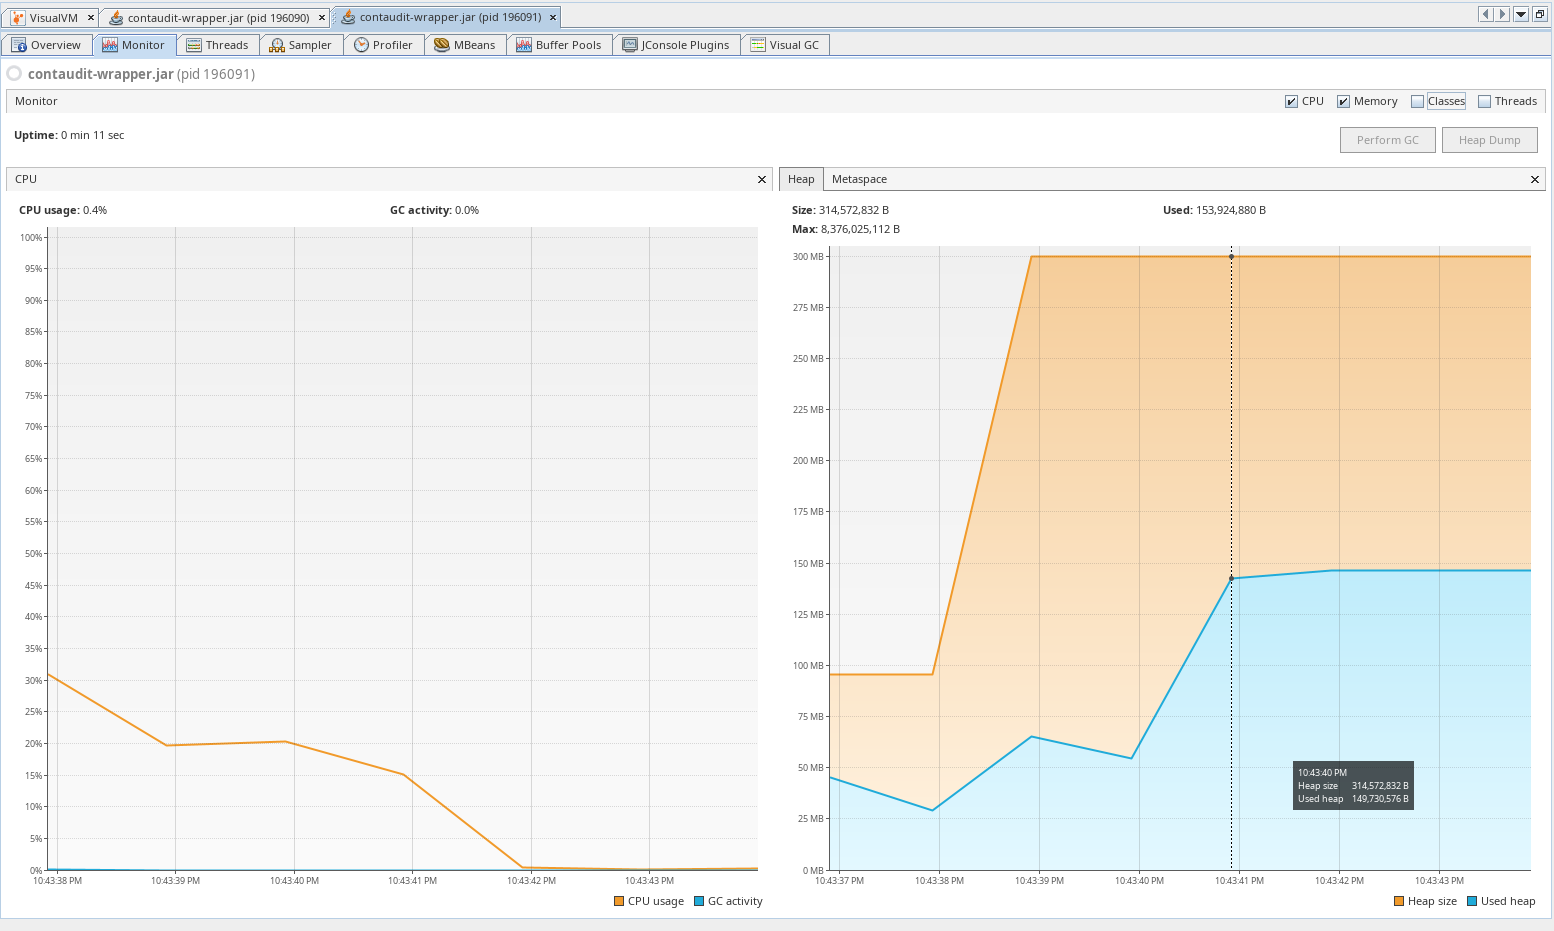 VisualVM × contaudit-wrapper.jar (pid 196090) × contaudit-wrapper.jar (pid 196091) ×
Overview Monitor Threads Sampler Profiler MBeans Buffer Pools JConsole Plugins Visual GC
contaudit-wrapper.jar (pid 196091)
Monitor CPU Memory Classes Threads
Uptime: 0 min 11 sec
Perform GC Heap Dump
CPU ×
CPU usage: 0.4% GC activity: 0.0%
100%
95%
90%
85%
80%
75%
70%
65%
60%
55%
50%
45%
40%
35%
30%
25%
20%
15%
10%
5%
0%
10:43:38 PM 10:43:39 PM 10:43:40 PM 10:43:41 PM 10:43:42 PM 10:43:43 PM
CPU usage GC activity
Heap Metaspace ×
Size: 314,572,832 B Used: 153,924,880 B
Max: 8,376,025,112 B
300 MB
275 MB
250 MB
225 MB
200 MB
175 MB
150 MB
125 MB
100 MB
75 MB
50 MB
25 MB
0 MB
10:43:40 PM
Heap size 314,572,832 B
Used heap 149,730,576 B
10:43:37 PM 10:43:38 PM 10:43:39 PM 10:43:40 PM 10:43:41 PM 10:43:42 PM 10:43:43 PM
Heap size Used heap